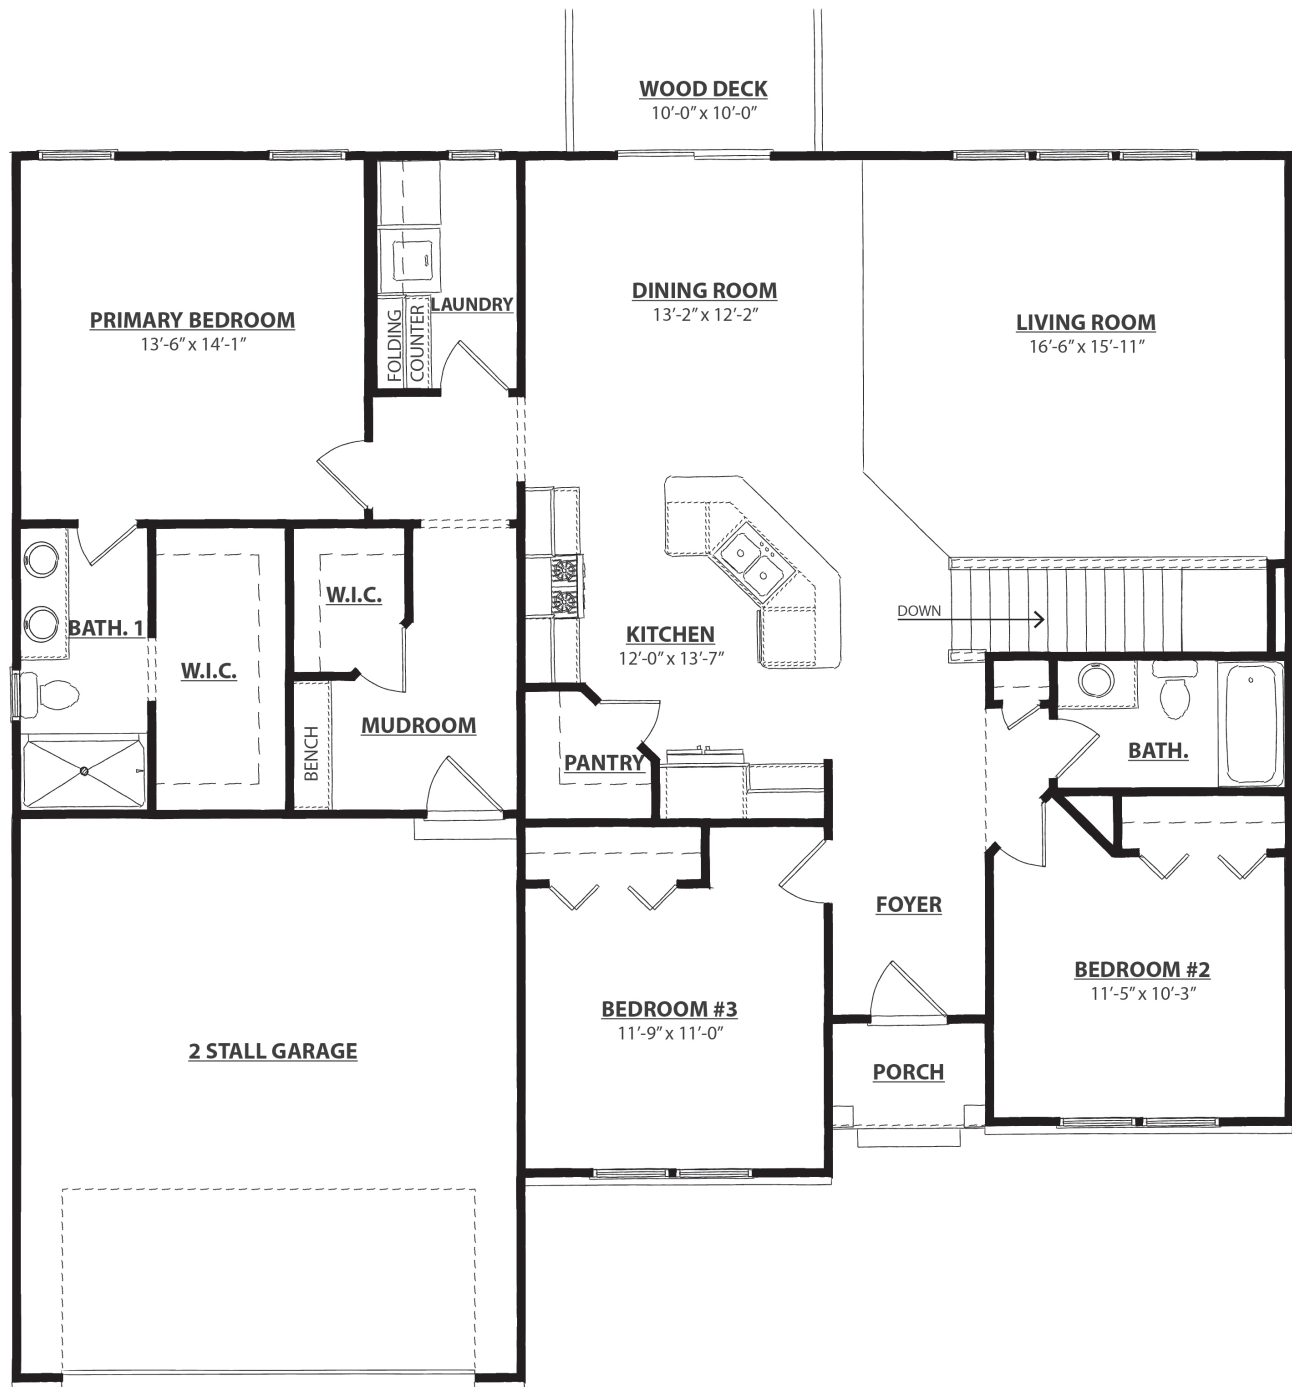 WOOD DECK
10'-0" x 10'-0"
PRIMARY BEDROOM
13'-6" x 14'-1"
FOLDING
COUNTER
LAUNDRY
DINING ROOM
13'-2" x 12'-2"
LIVING ROOM
16'-6" x 15'-11"
BATH. 1
W.I.C.
W.I.C.
BENCH
MUDROOM
KITCHEN
12'-0" x 13'-7"
PANTRY
DOWN
BATH.
2 STALL GARAGE
BEDROOM #3
11'-9" x 11'-0"
FOYER
PORCH
BEDROOM #2
11'-5" x 10'-3"